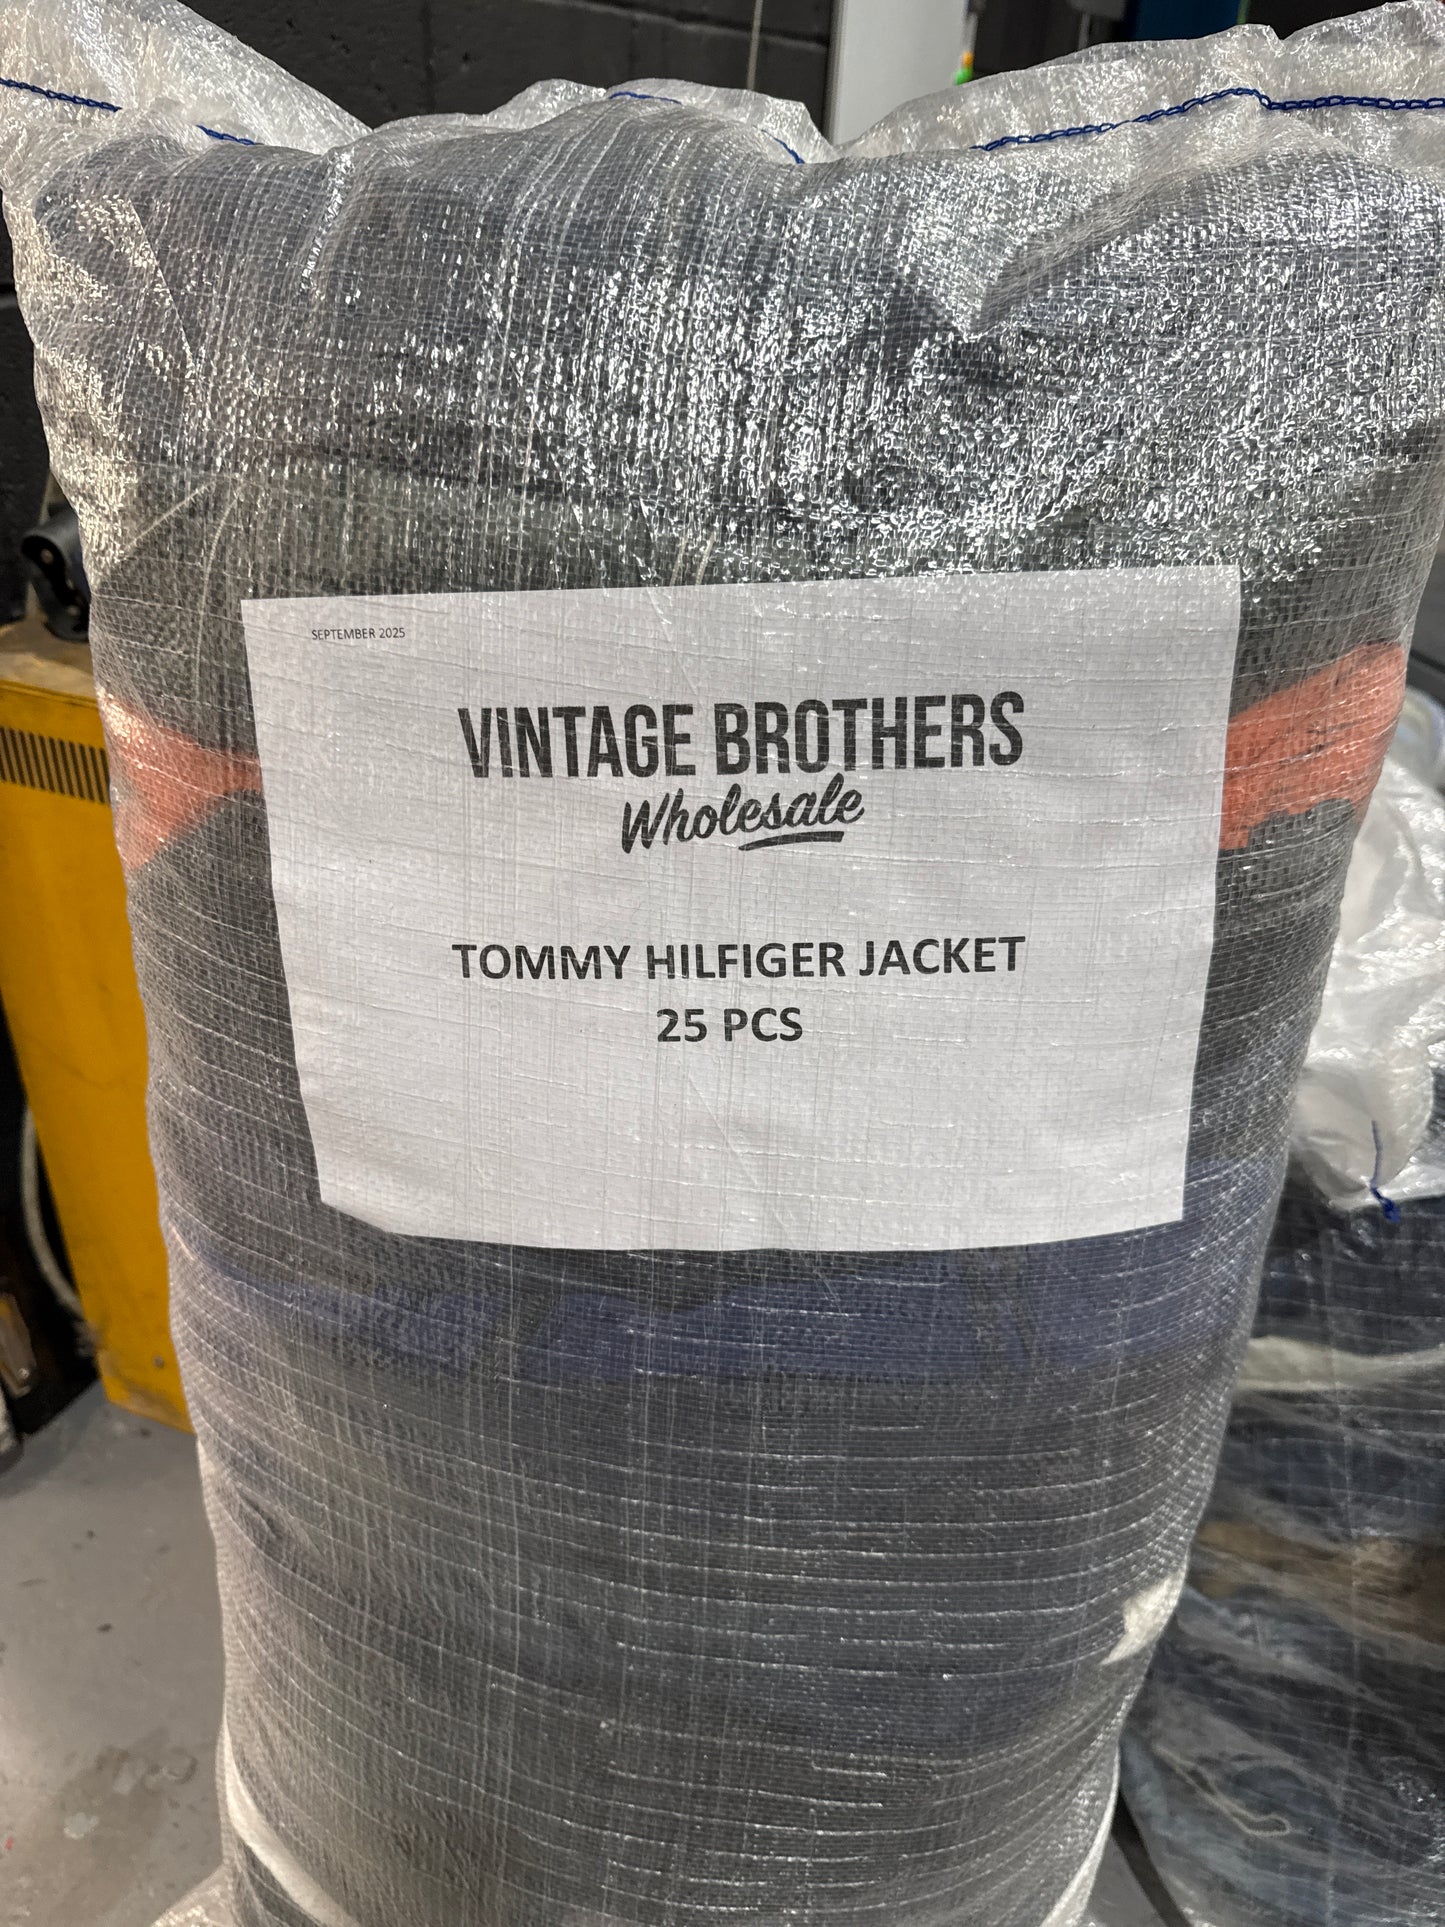 SEPTEMBER 2025
VINTAGE BROTHERS
Wholesale
TOMMY HILFIGER JACKET
25 PCS